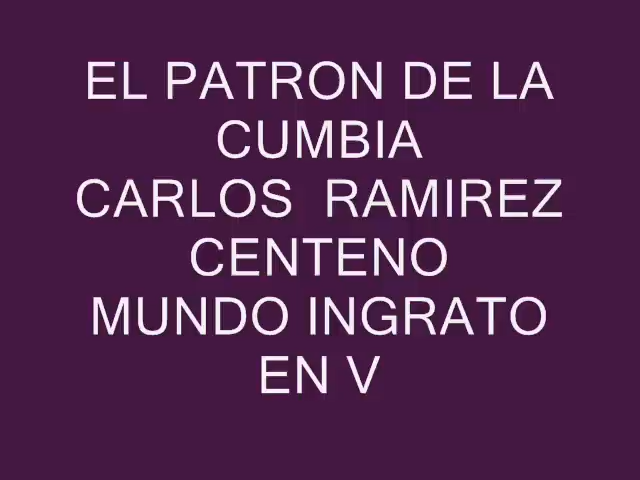 EL PATRON DE LA
CUMBIA
CARLOS  RAMIREZ
CENTENO
MUNDO INGRATO
EN V